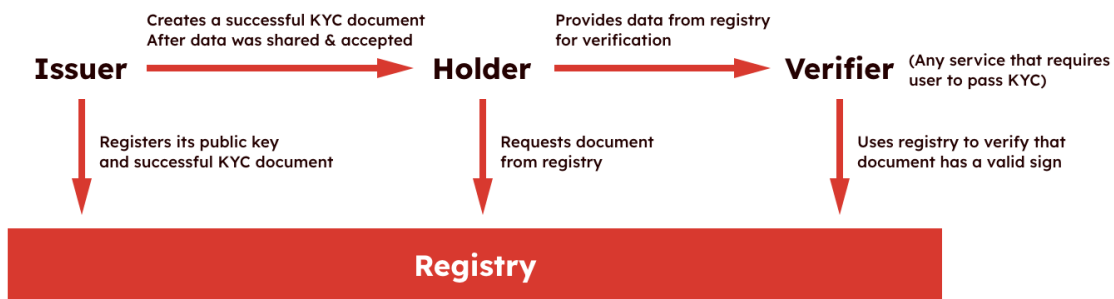 Creates a successful KYC document
After data was shared & accepted
Provides data from registry
for verification
Issuer
Holder
Verifier
(Any service that requires
user to pass KYC)
Registers its public key
and successful KYC document
Requests document
from registry
Uses registry to verify that
document has a valid sign
Registry